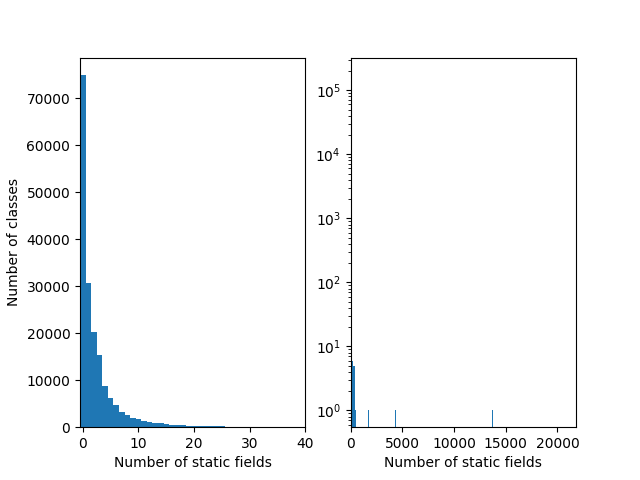 Number of classes
70000
60000
50000
40000
30000
20000
10000
0
0 10 20 30 40
Number of static fields
10⁵
10⁴
10³
10²
10¹
10⁰
0 5000 10000 15000 20000
Number of static fields